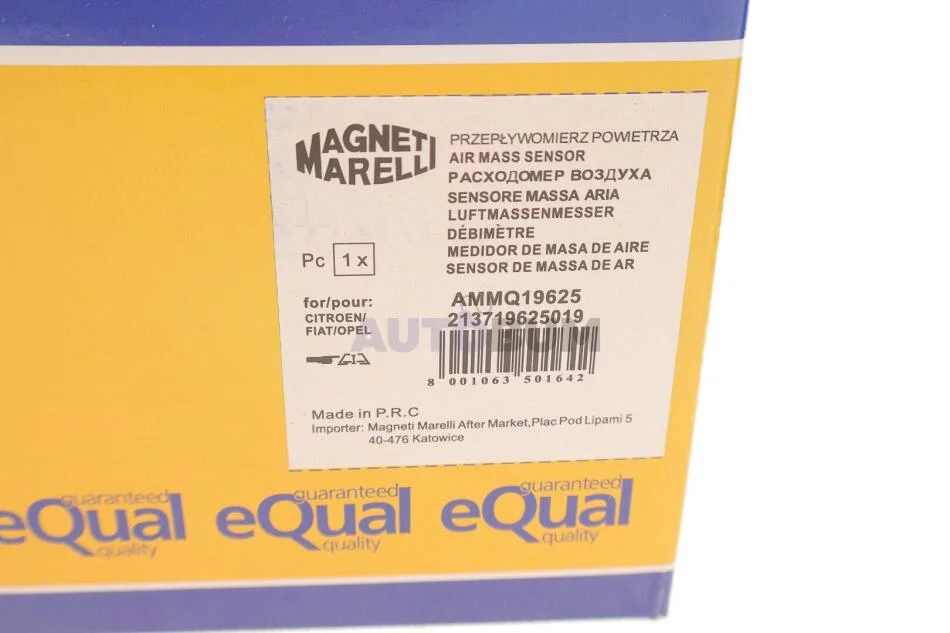 MAGNETI
MARELLI
PRZEPŁYWOMIERZ POWIETRZA
AIR MASS SENSOR
РАСХОДОМЕР ВОЗДУХА
SENSORE MASSA ARIA
LUFTMASSENMESSER
DÉBIMÈTRE
MEDIDOR DE MASA DE AIRE
SENSOR DE MASSA DE AR
Pc 1 x
for/pour:
CITROEN/
FIAT/OPEL
AMMQ19625
213719625019
AUTOBUM
8 001063 501642
Made in P.R.C
Importer: Magneti Marelli After Market,Plac Pod Lipami 5
40-476 Katowice
guaranteed
eQual
quality
guaranteed
eQual
quality
guaranteed
eQual
quality